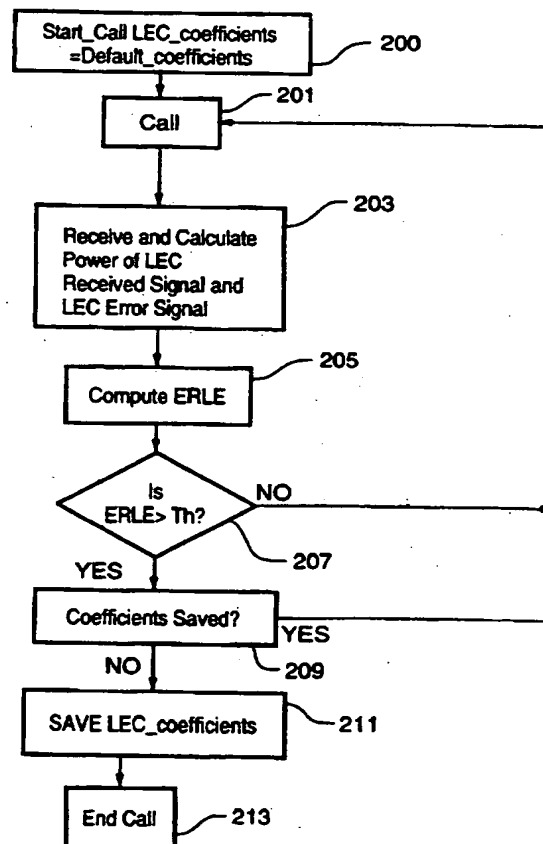 Start_Call LEC_coefficients
=Default_coefficients
200
201
Call
203
Receive and Calculate
Power of LEC
Received Signal and
LEC Error Signal
205
Compute ERLE
Is
ERLE> Th?
NO
207
YES
Coefficients Saved?
YES
209
NO
SAVE LEC_coefficients
211
End Call
213